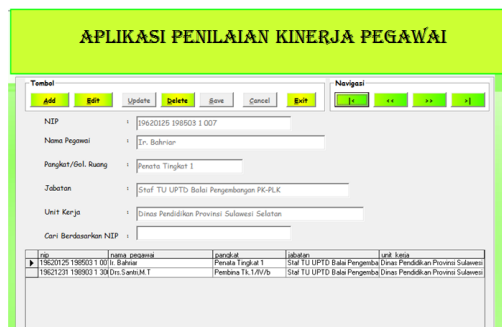 APLIKASI PENILAIAN KINERJA PEGAWAI
Tombol
Add Edit Update Delete Save Cancel Exit
Navigasi
|< << >> >|
NIP : 19620125 198503 1 007
Nama Pegawai : Ir. Bahriar
Pangkat/Gol. Ruang : Penata Tingkat 1
Jabatan : Staf TU UPTD Balai Pengembangan PK-PLK
Unit Kerja : Dinas Pendidikan Provinsi Sulawesi Selatan
Cari Berdasarkan NIP :
nip nama_pegawai pangkat jabatan unit_kerja
19620125 198503 1 00 Ir. Bahriar Penata Tingkat 1 Staf TU UPTD Balai Pengemba Dinas Pendidikan Provinsi Sulawesi
19621231 198903 1 30 Drs.Santri,M.T Pembina Tk.1/IV/b Staf TU UPTD Balai Pengemba Dinas Pendidikan Provinsi Sulawesi